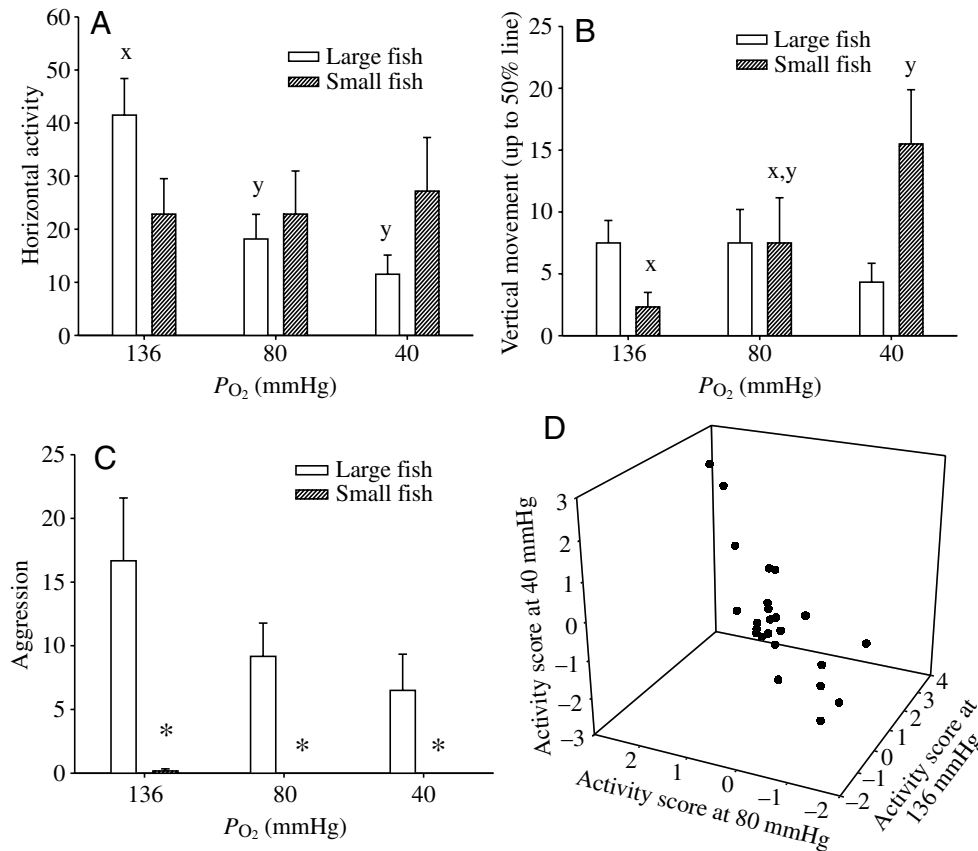 A
60
50
40
30
20
10
0
Horizontal activity
x
y
y
Large fish
Small fish
136
80
40
P_O2 (mmHg)
B
25
20
15
10
5
0
Vertical movement (up to 50% line)
Large fish
Small fish
x
x,y
y
136
80
40
P_O2 (mmHg)
C
25
20
15
10
5
0
Aggression
Large fish
Small fish
*
*
*
136
80
40
P_O2 (mmHg)
D
3
2
1
0
–1
–2
–3
Activity score at 40 mmHg
2
1
0
–1
–2
Activity score at 80 mmHg
4
3
2
1
0
–1
–2
Activity score at
136 mmHg